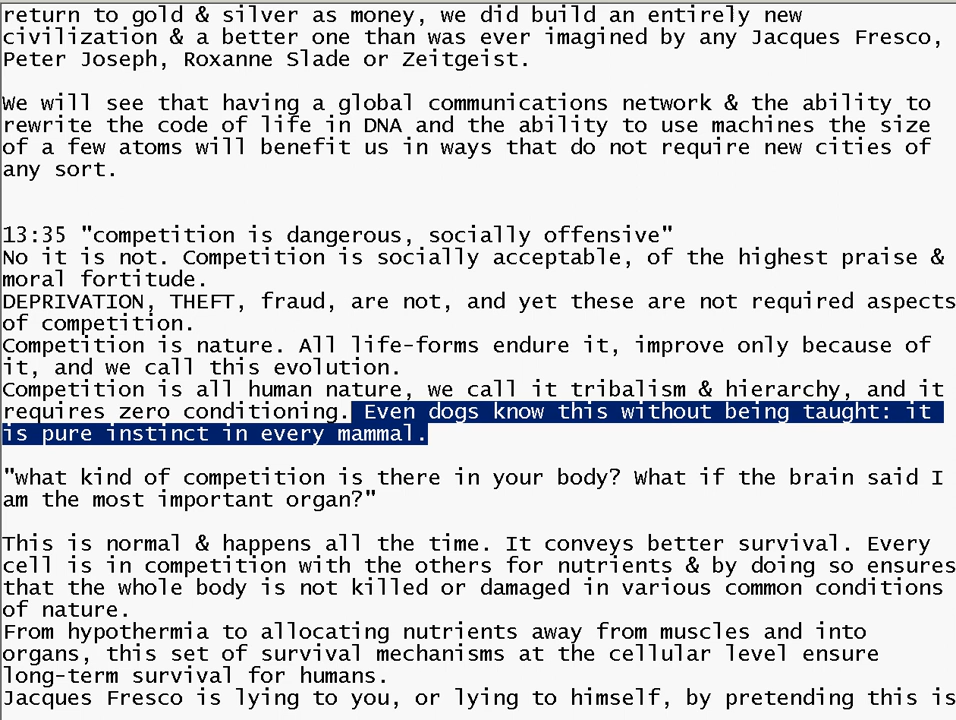 return to gold & silver as money, we did build an entirely new
civilization & a better one than was ever imagined by any Jacques Fresco,
Peter Joseph, Roxanne Slade or Zeitgeist.
We will see that having a global communications network & the ability to
rewrite the code of life in DNA and the ability to use machines the size
of a few atoms will benefit us in ways that do not require new cities of
any sort.
13:35 "competition is dangerous, socially offensive"
No it is not. Competition is socially acceptable, of the highest praise &
moral fortitude.
DEPRIVATION, THEFT, fraud, are not, and yet these are not required aspects
of competition.
Competition is nature. All life-forms endure it, improve only because of
it, and we call this evolution.
Competition is all human nature, we call it tribalism & hierarchy, and it
requires zero conditioning. Even dogs know this without being taught: it
is pure instinct in every mammal.
"what kind of competition is there in your body? What if the brain said I
am the most important organ?"
This is normal & happens all the time. It conveys better survival. Every
cell is in competition with the others for nutrients & by doing so ensures
that the whole body is not killed or damaged in various common conditions
of nature.
From hypothermia to allocating nutrients away from muscles and into
organs, this set of survival mechanisms at the cellular level ensure
long-term survival for humans.
Jacques Fresco is lying to you, or lying to himself, by pretending this is